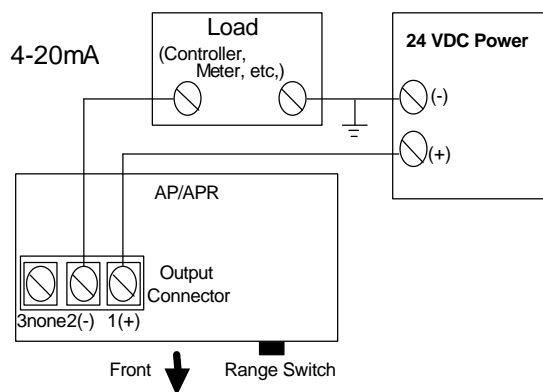 Load
24 VDC Power
4-20mA
(Controller,
Meter, etc,)
(-)
(+)
AP/APR
Output
Connector
3none2(-) 1(+)
Front
Range Switch